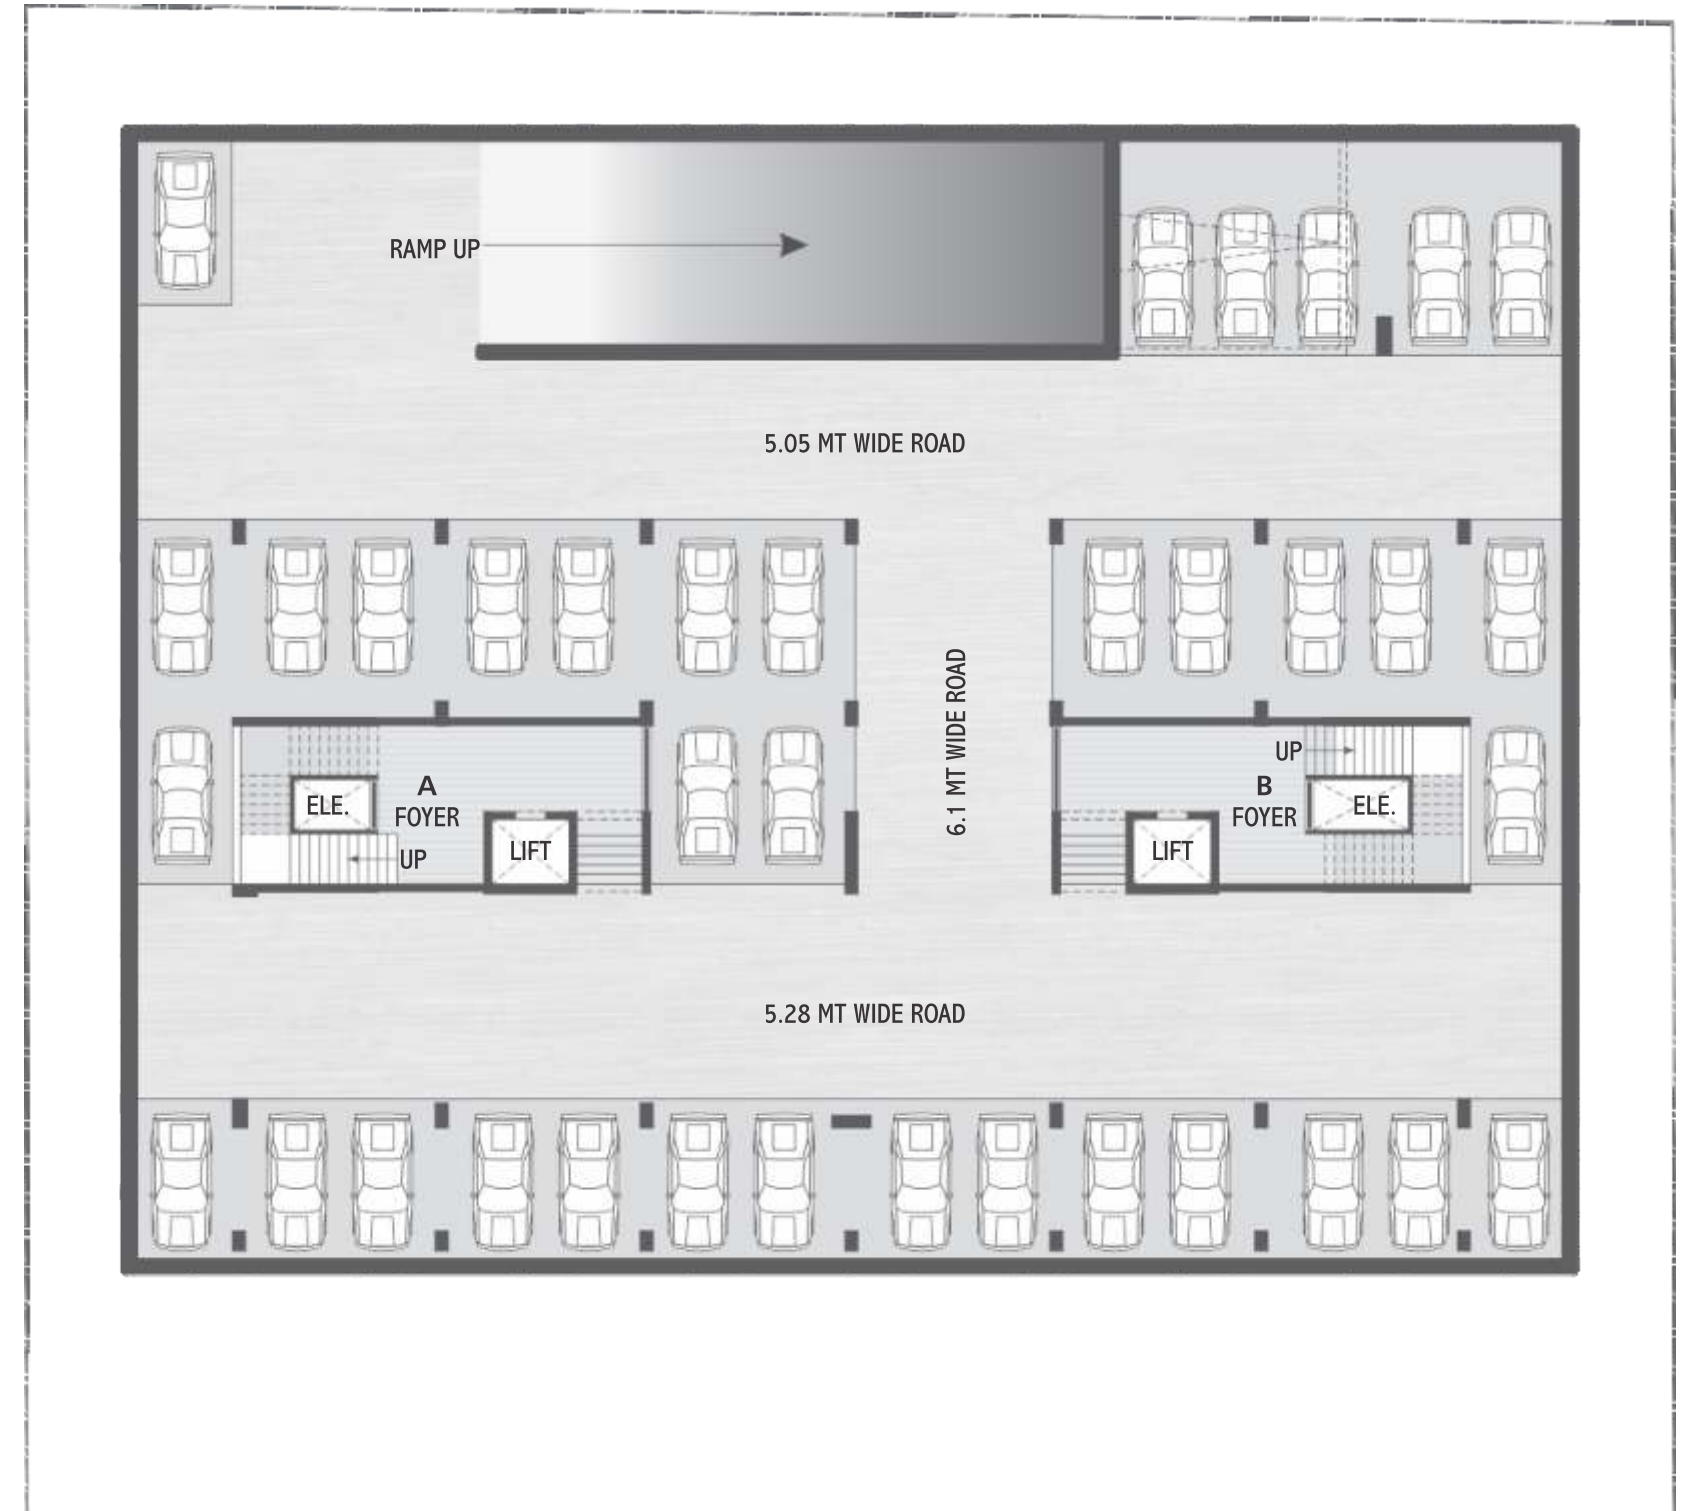 RAMP UP
5.05 MT WIDE ROAD
6.1 MT WIDE ROAD
A
FOYER
ELE.
UP
LIFT
UP
B
FOYER
ELE.
LIFT
5.28 MT WIDE ROAD